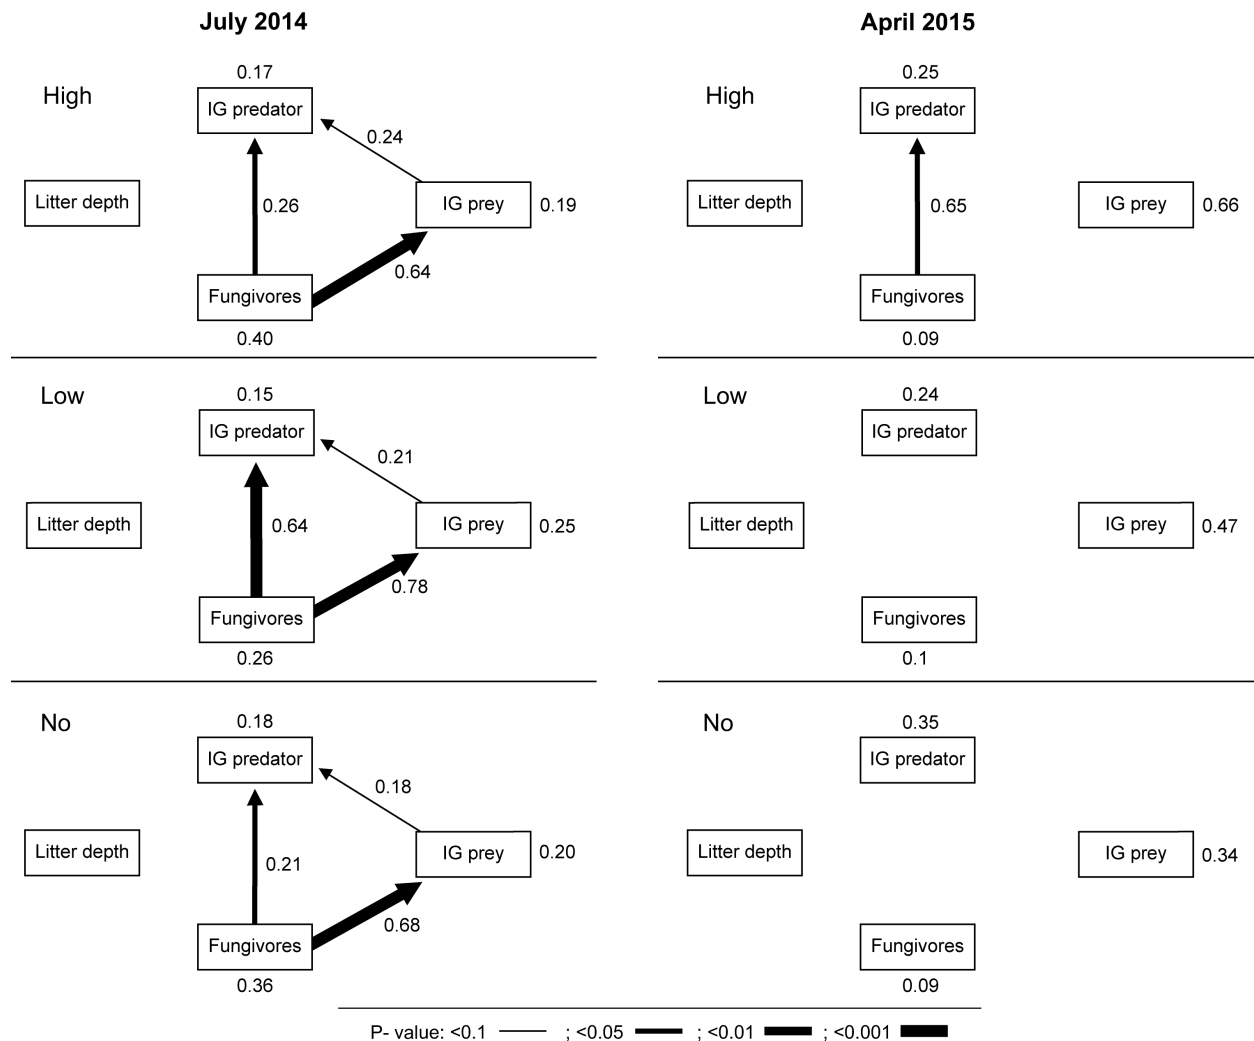 July 2014
April 2015
High
0.17
IG predator
0.24
Litter depth
0.26
IG prey
0.19
0.64
Fungivores
0.40
High
0.25
IG predator
Litter depth
0.65
IG prey
0.66
Fungivores
0.09
Low
0.15
IG predator
0.21
Litter depth
0.64
IG prey
0.25
0.78
Fungivores
0.26
Low
0.24
IG predator
Litter depth
IG prey
0.47
Fungivores
0.1
No
0.18
IG predator
0.18
Litter depth
0.21
IG prey
0.20
0.68
Fungivores
0.36
No
0.35
IG predator
Litter depth
IG prey
0.34
Fungivores
0.09
P- value: <0.1 ; <0.05 ; <0.01 ; <0.001